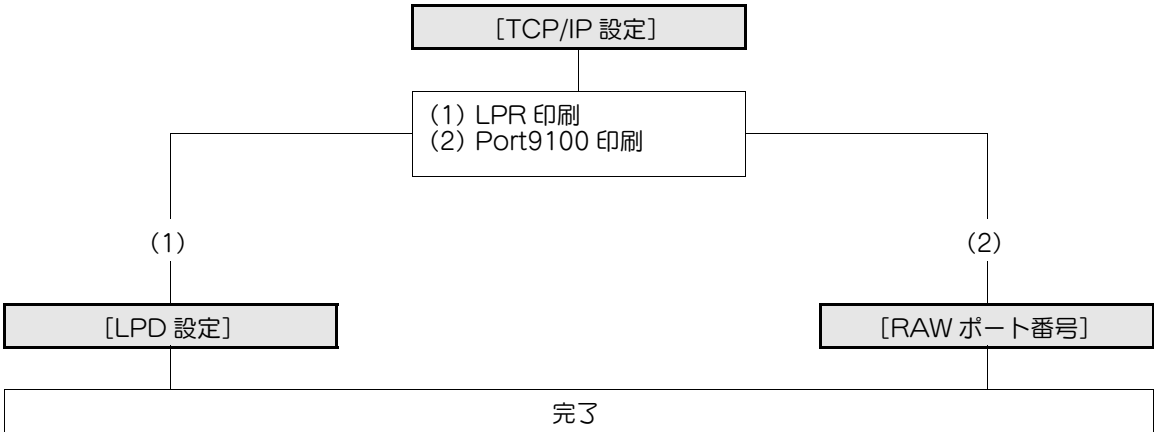 [TCP/IP 設定]
(1) LPR 印刷
(2) Port9100 印刷
(1)
(2)
[LPD 設定]
[RAW ポート番号]
完了